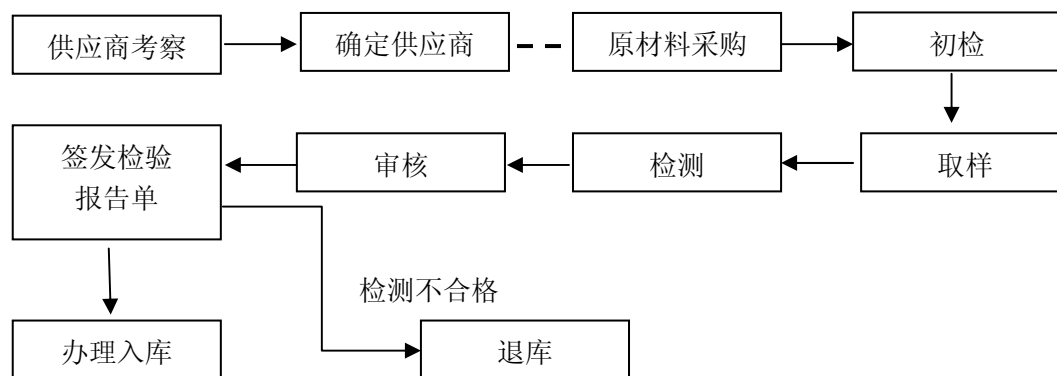 供应商考察
确定供应商
原材料采购
初检
取样
检测
审核
签发检验
报告单
检测不合格
办理入库
退库